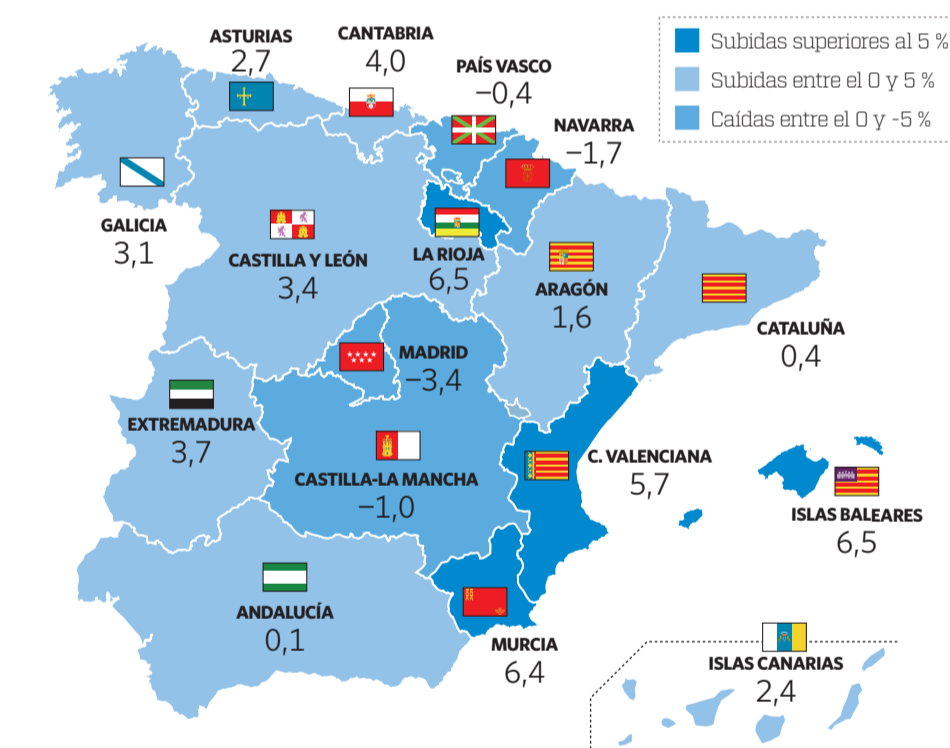 ASTURIAS
2,7
CANTABRIA
4,0
PAÍS VASCO
−0,4
NAVARRA
−1,7
Subidas superiores al 5 %
Subidas entre el 0 y 5 %
Caídas entre el 0 y -5 %
GALICIA
3,1
CASTILLA Y LEÓN
3,4
LA RIOJA
6,5
ARAGÓN
1,6
CATALUÑA
0,4
MADRID
−3,4
EXTREMADURA
3,7
CASTILLA-LA MANCHA
−1,0
C. VALENCIANA
5,7
ISLAS BALEARES
6,5
ANDALUCÍA
0,1
MURCIA
6,4
ISLAS CANARIAS
2,4